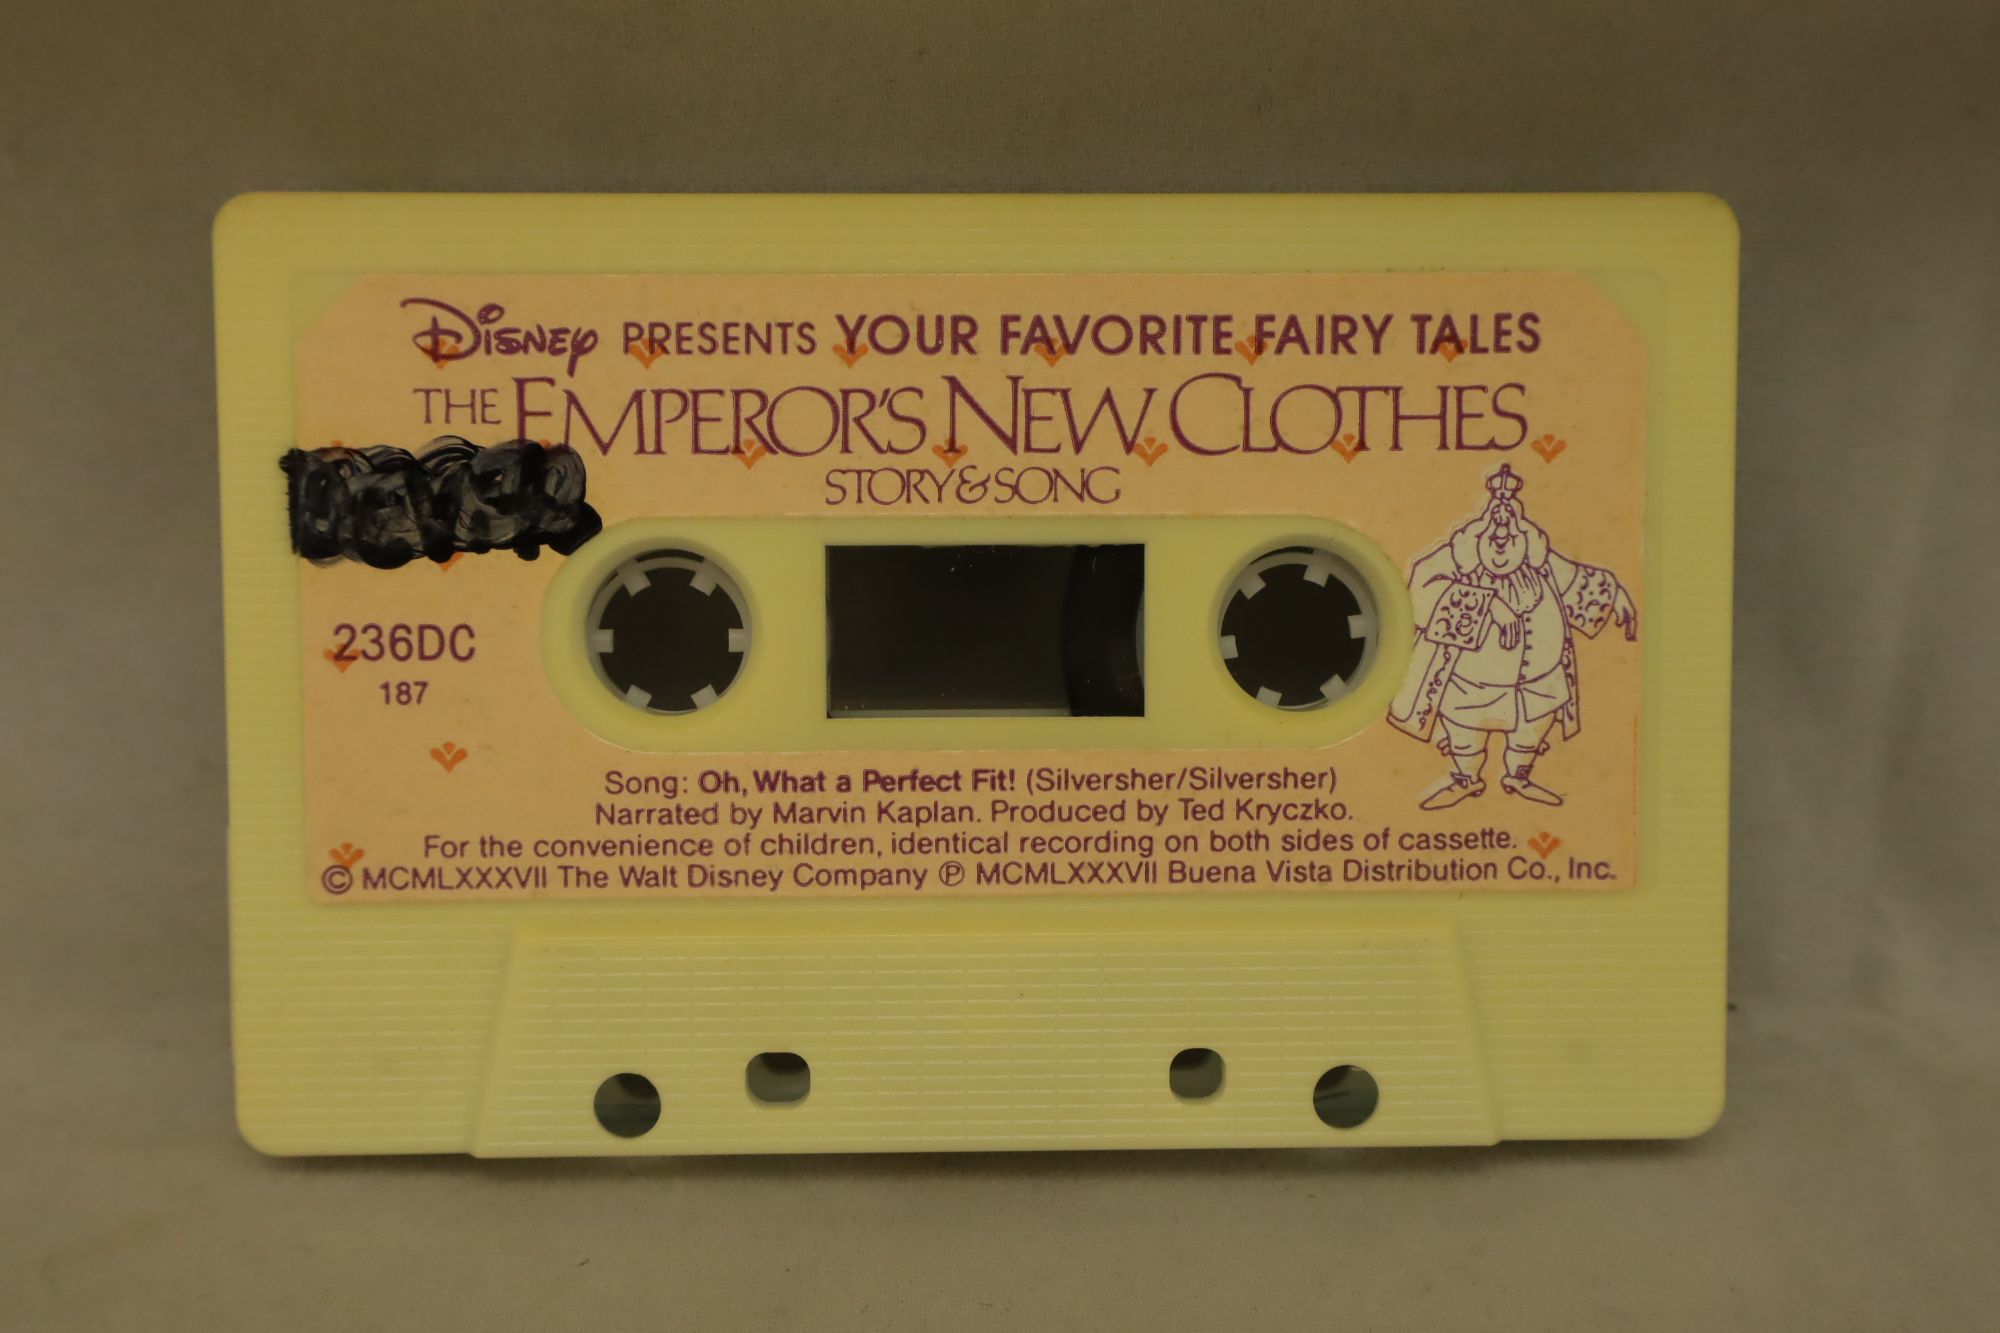 Disney PRESENTS YOUR FAVORITE FAIRY TALES
THE EMPEROR'S NEW CLOTHES
STORY & SONG
236DC
187
Song: Oh, What a Perfect Fit! (Silversher/Silversher)
Narrated by Marvin Kaplan. Produced by Ted Kryczko.
For the convenience of children, identical recording on both sides of cassette.
© MCMLXXXVII The Walt Disney Company ℗ MCMLXXXVII Buena Vista Distribution Co., Inc.